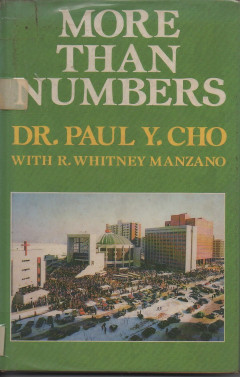 MORE
THAN
NUMBERS
DR. PAUL Y. CHO
WITH R. WHITNEY MANZANO